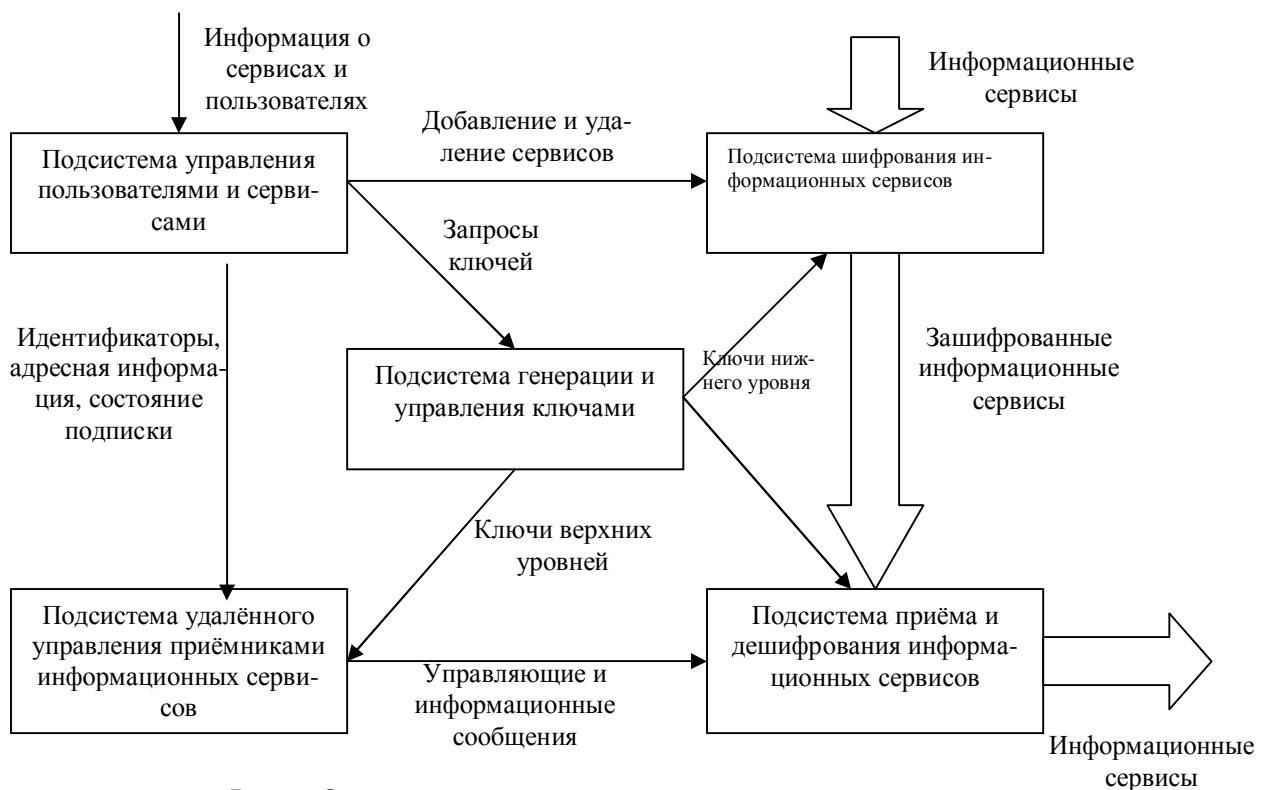 Информация о
сервисах и
пользователях
Информационные
сервисы
Добавление и уда-
ление сервисов
Подсистема управления
пользователями и серви-
сами
Подсистема шифрования ин-
формационных сервисов
Запросы
ключей
Идентификаторы,
адресная информа-
ция, состояние
подписки
Подсистема генерации и
управления ключами
Ключи ниж-
него уровня
Зашифрованные
информационные
сервисы
Ключи верхних
уровней
Подсистема удалённого
управления приёмниками
информационных серви-
сов
Управляющие и
информационные
сообщения
Подсистема приёма и
дешифрования информа-
ционных сервисов
Информационные
сервисы